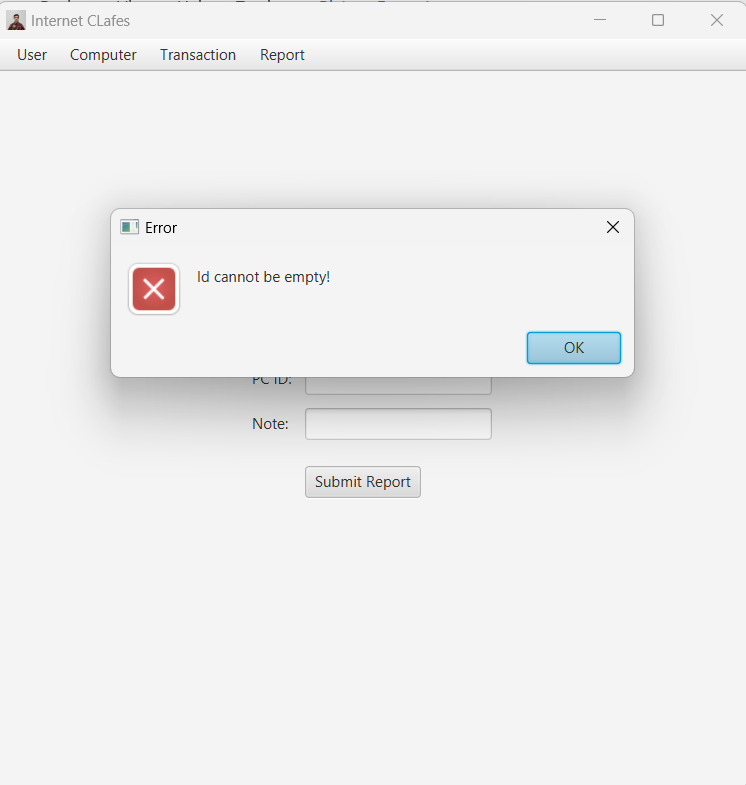 Internet CLafes
User Computer Transaction Report
Error
Id cannot be empty!
OK
PC ID:
Note:
Submit Report